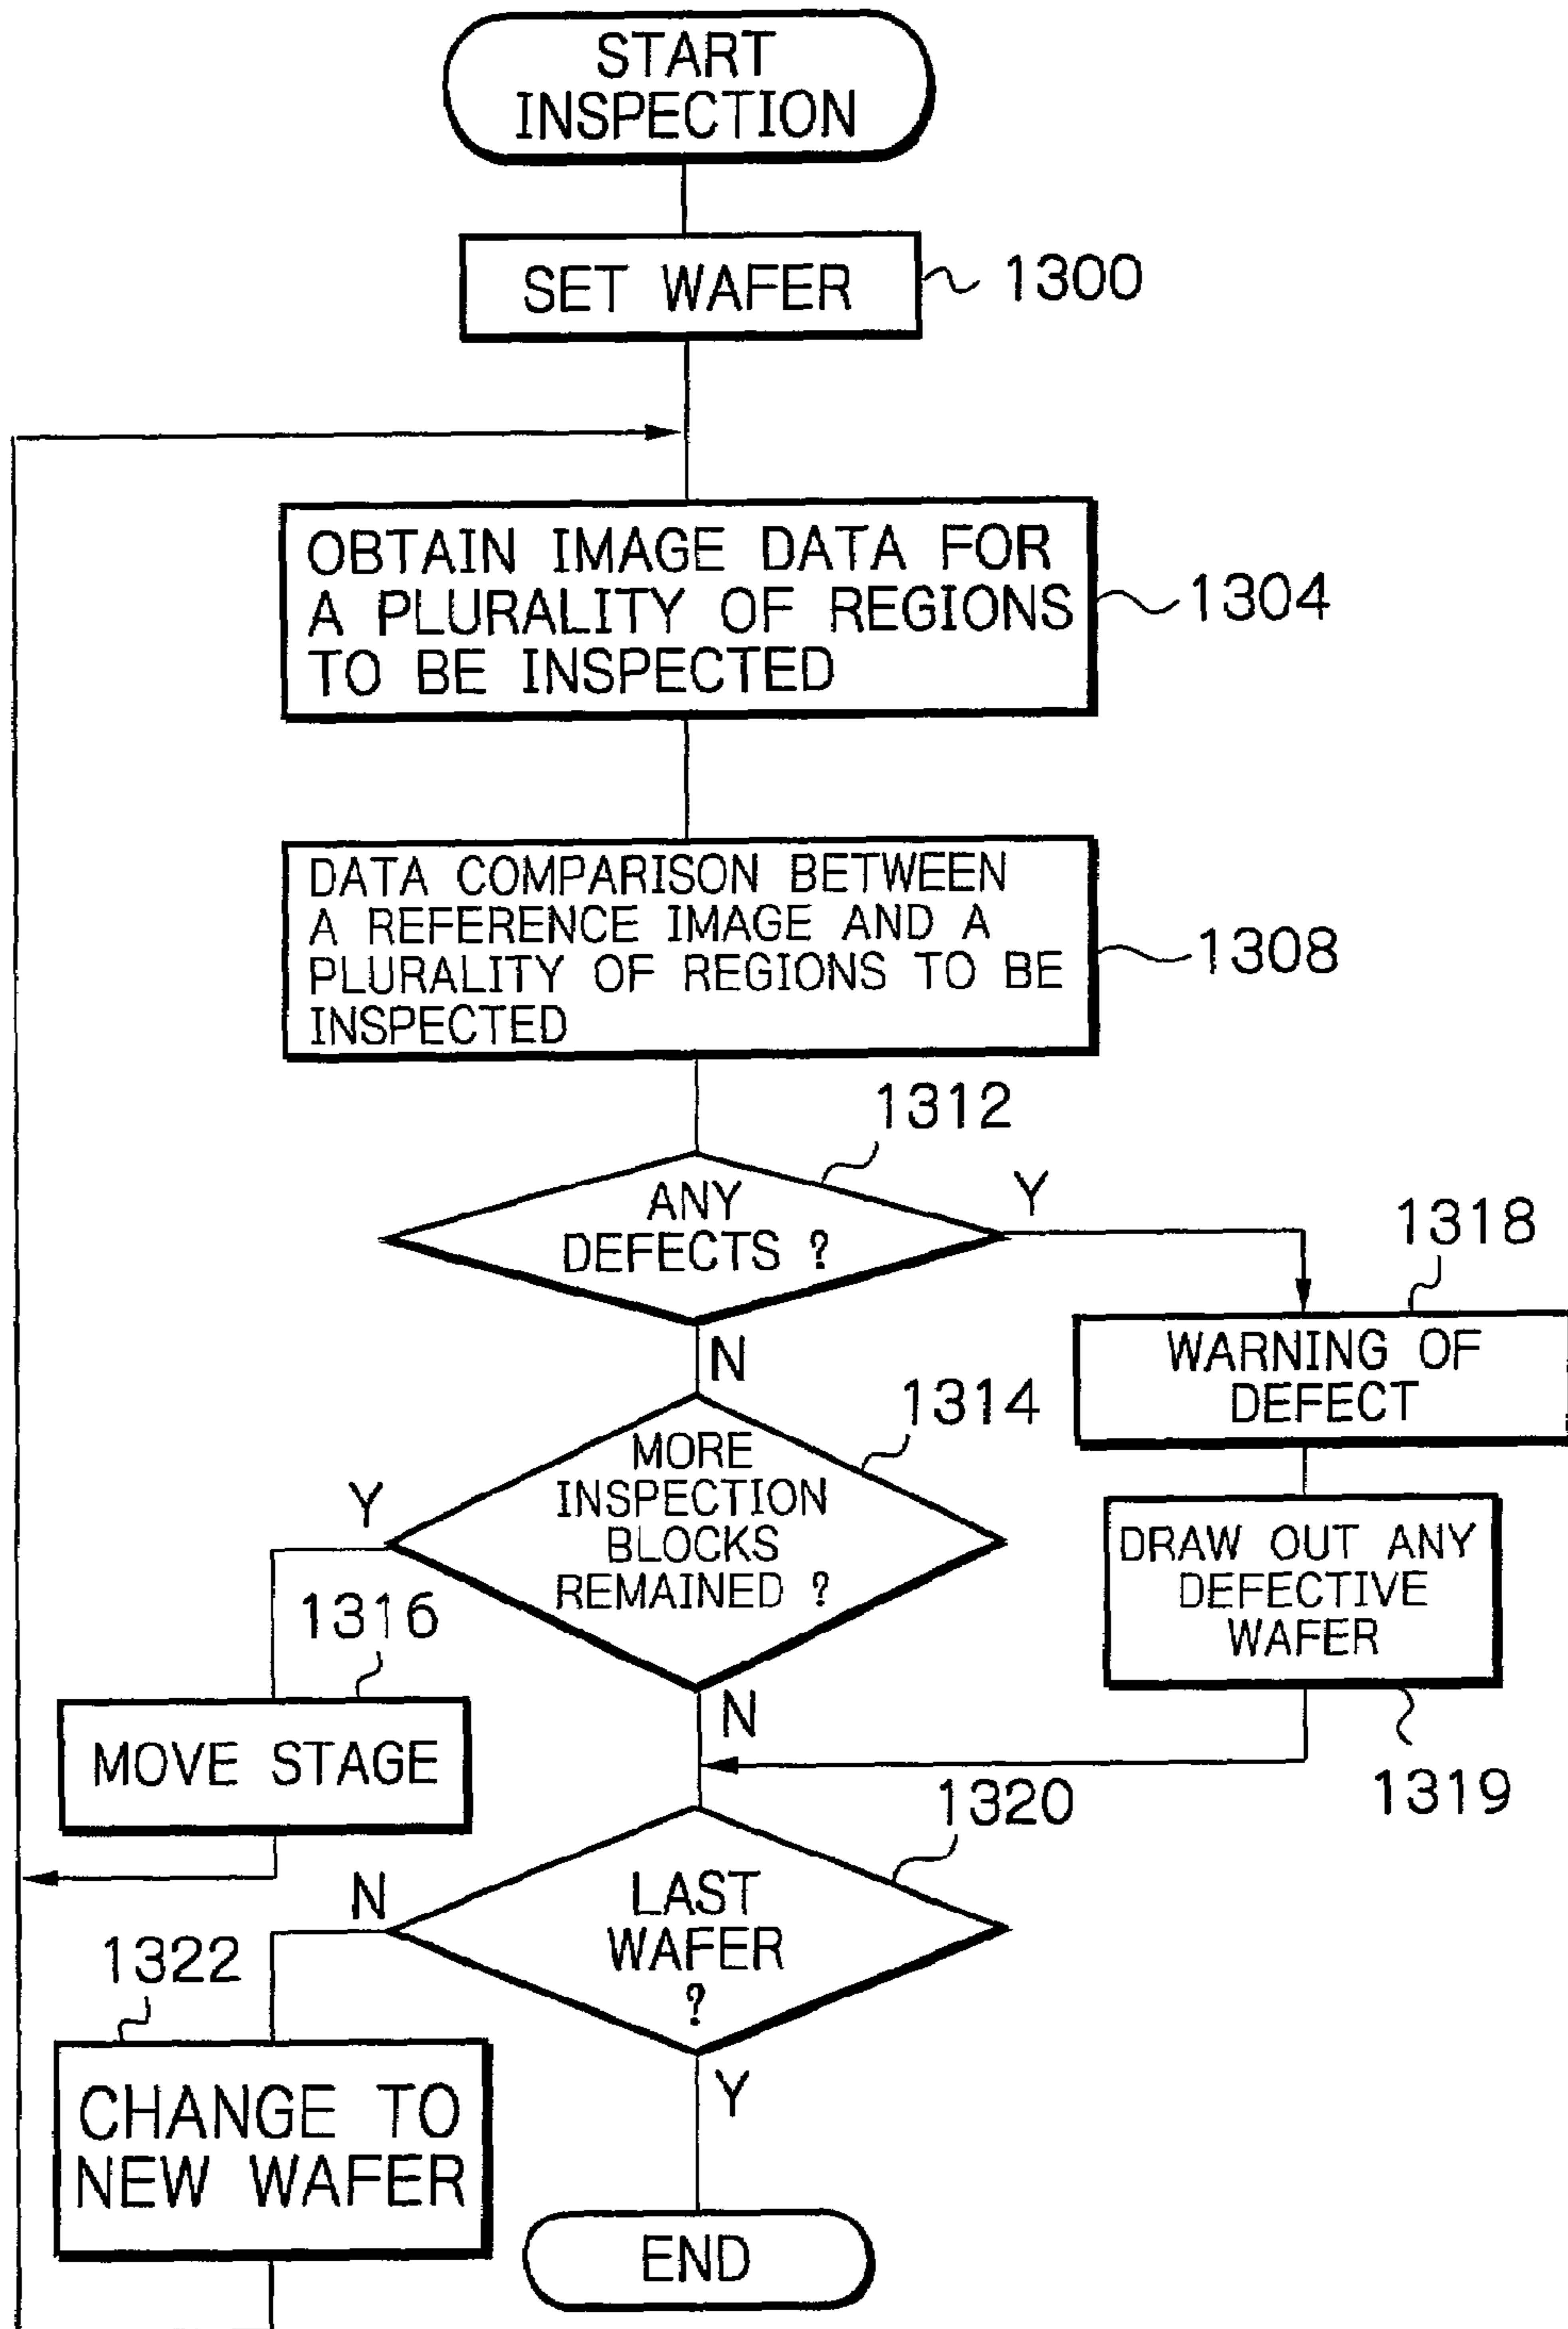 START
INSPECTION
SET WAFER
1300
OBTAIN IMAGE DATA FOR
A PLURALITY OF REGIONS
TO BE INSPECTED
1304
DATA COMPARISON BETWEEN
A REFERENCE IMAGE AND A
PLURALITY OF REGIONS TO BE
INSPECTED
1308
1312
ANY
DEFECTS ?
Y
N
1318
WARNING OF
DEFECT
1314
MORE
INSPECTION
BLOCKS
REMAINED ?
Y
N
DRAW OUT ANY
DEFECTIVE
WAFER
1319
1316
MOVE STAGE
1320
LAST
WAFER
?
N
Y
1322
CHANGE TO
NEW WAFER
END